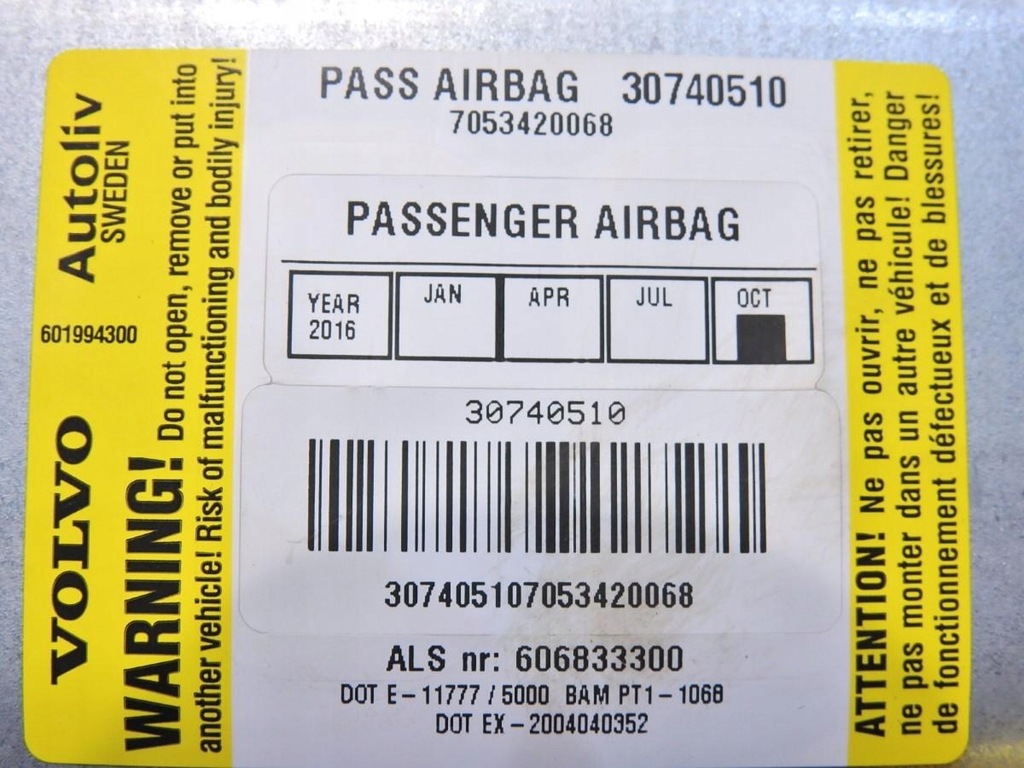 VOLVO 601994300 Autoliv
SWEDEN
WARNING! Do not open, remove or put into
another vehicle! Risk of malfunctioning and bodily injury!
PASS AIRBAG 30740510
7053420068
PASSENGER AIRBAG
YEAR JAN APR JUL OCT
2016
30740510
307405107053420068
ALS nr: 606833300
DOT E-11777 / 5000 BAM PT1-1068
DOT EX-2004040352
ATTENTION! Ne pas ouvrir, ne pas retirer,
ne pas monter dans un autre véhicule! Danger
de fonctionnement défectueux et de blessures!